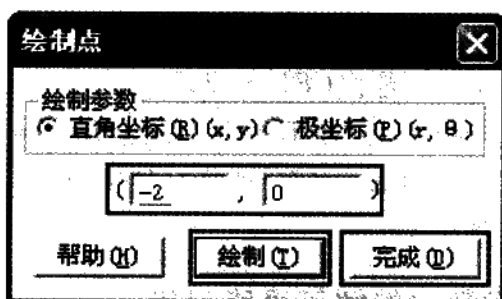 绘制点
绘制参数
直角坐标(R)(x,y) 极坐标(P)(r,θ)
(-2,0)
帮助(H) 绘制(T) 完成(D)